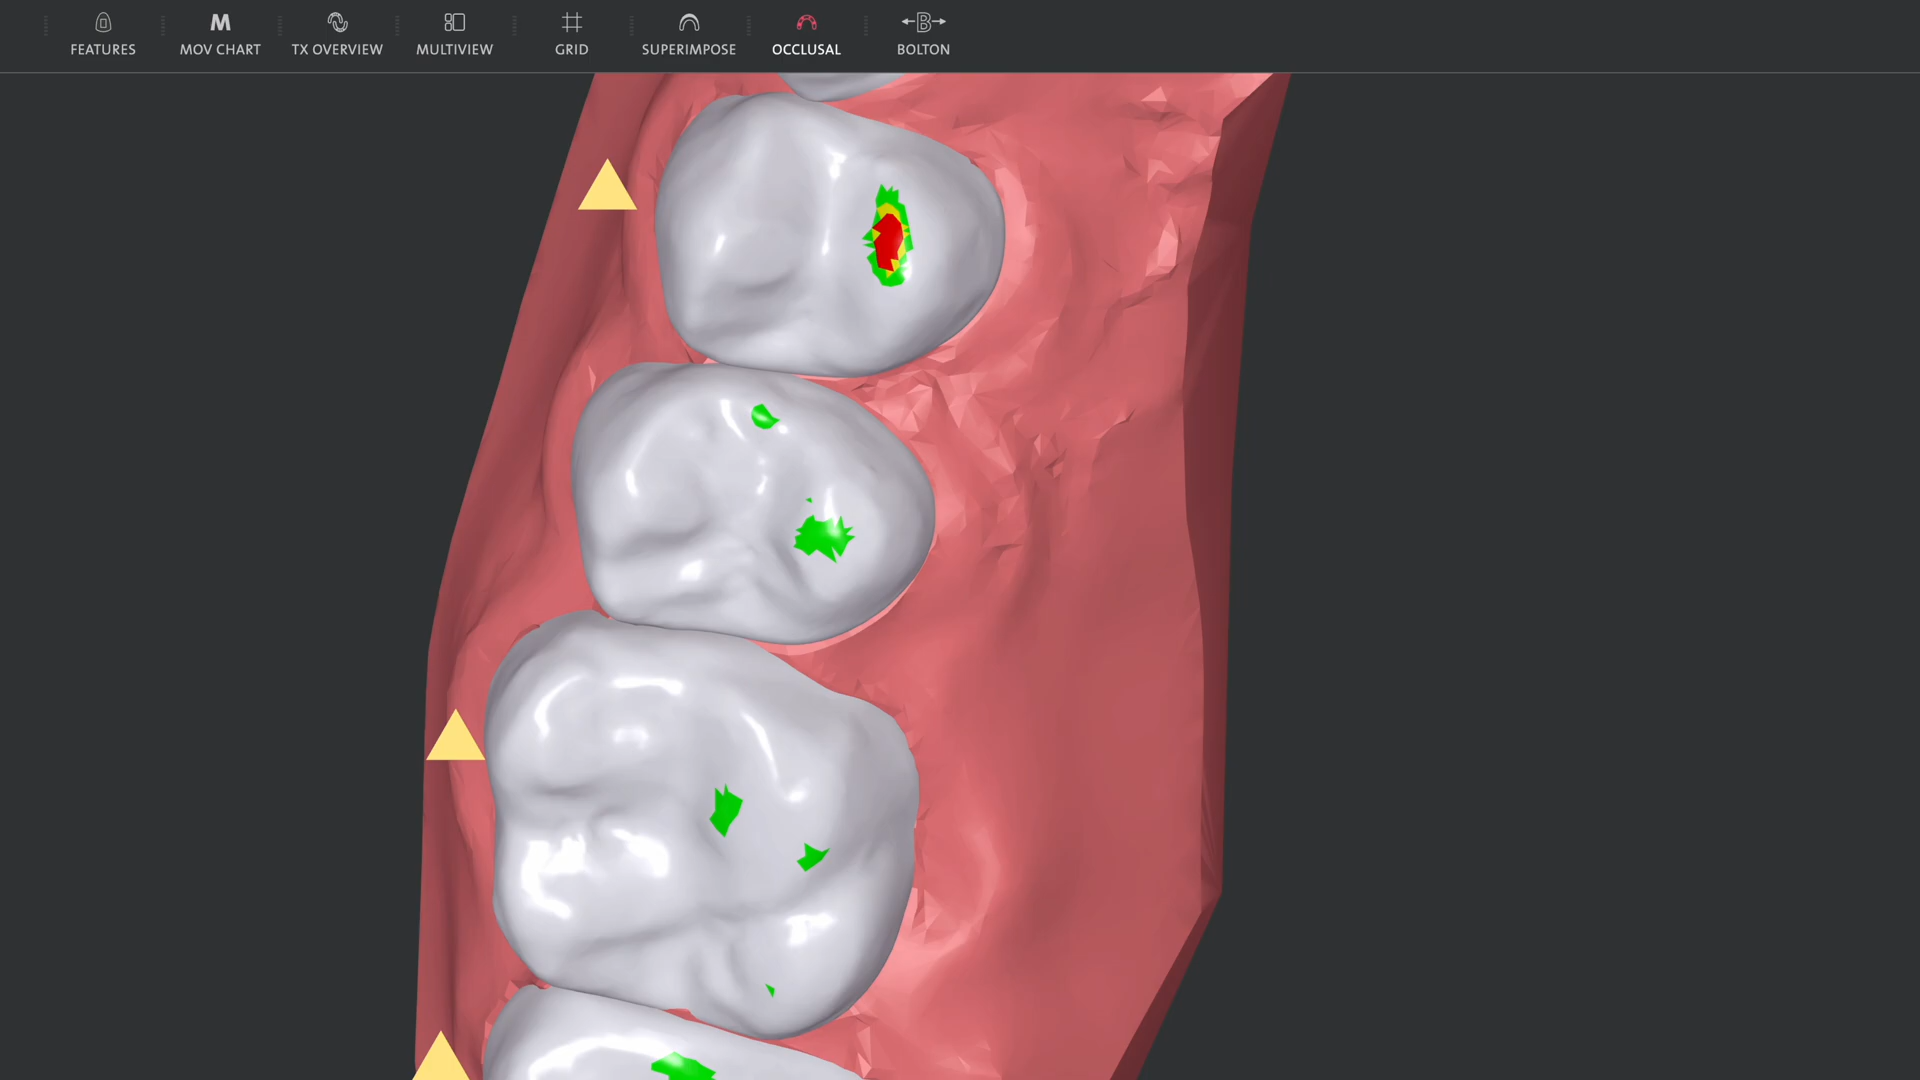 FEATURES
MOV CHART
TX OVERVIEW
MULTIVIEW
GRID
SUPERIMPOSE
OCCLUSAL
BOLTON